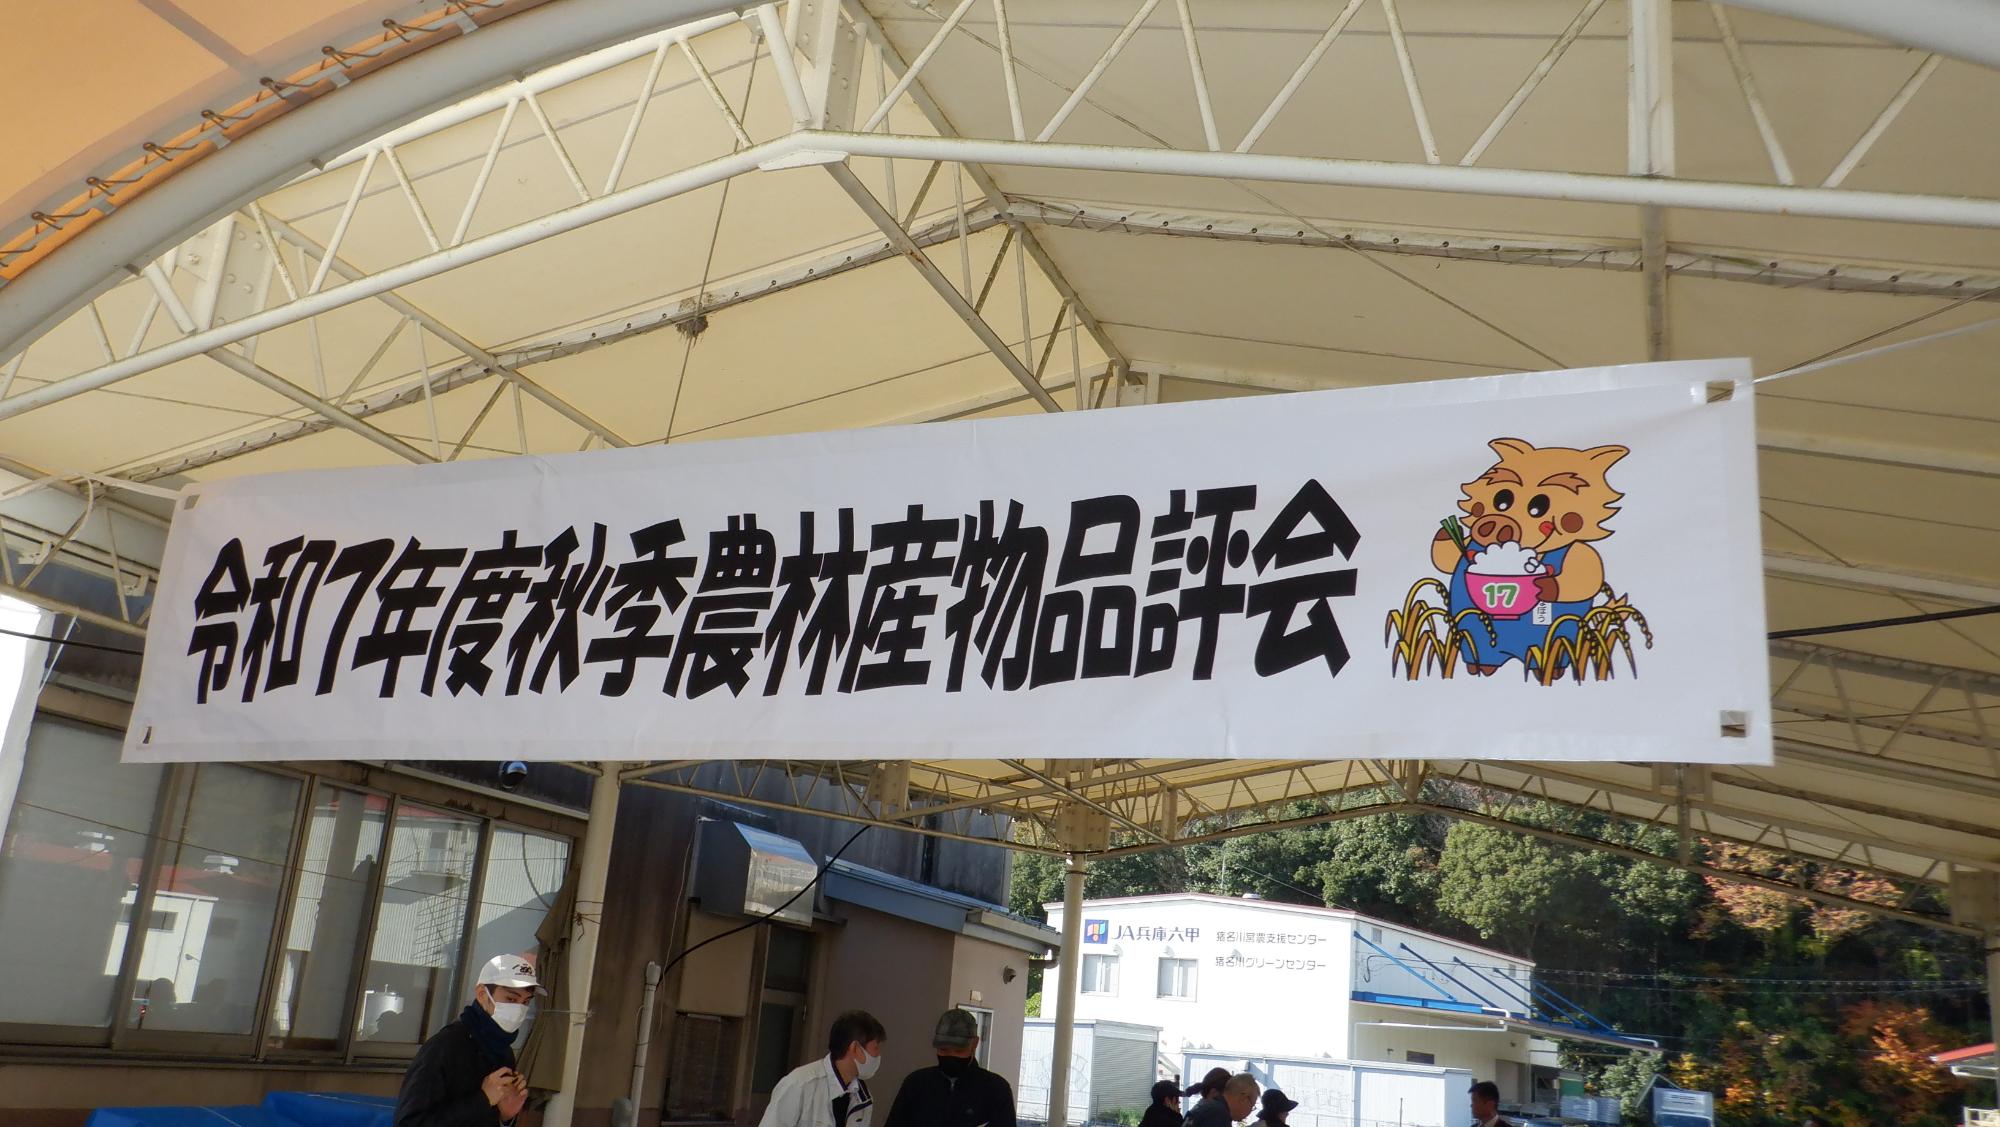 令和7年度秋季農林産物品評会
17
JA兵庫六甲
猪名川営農支援センター
猪名川グリーンセンター